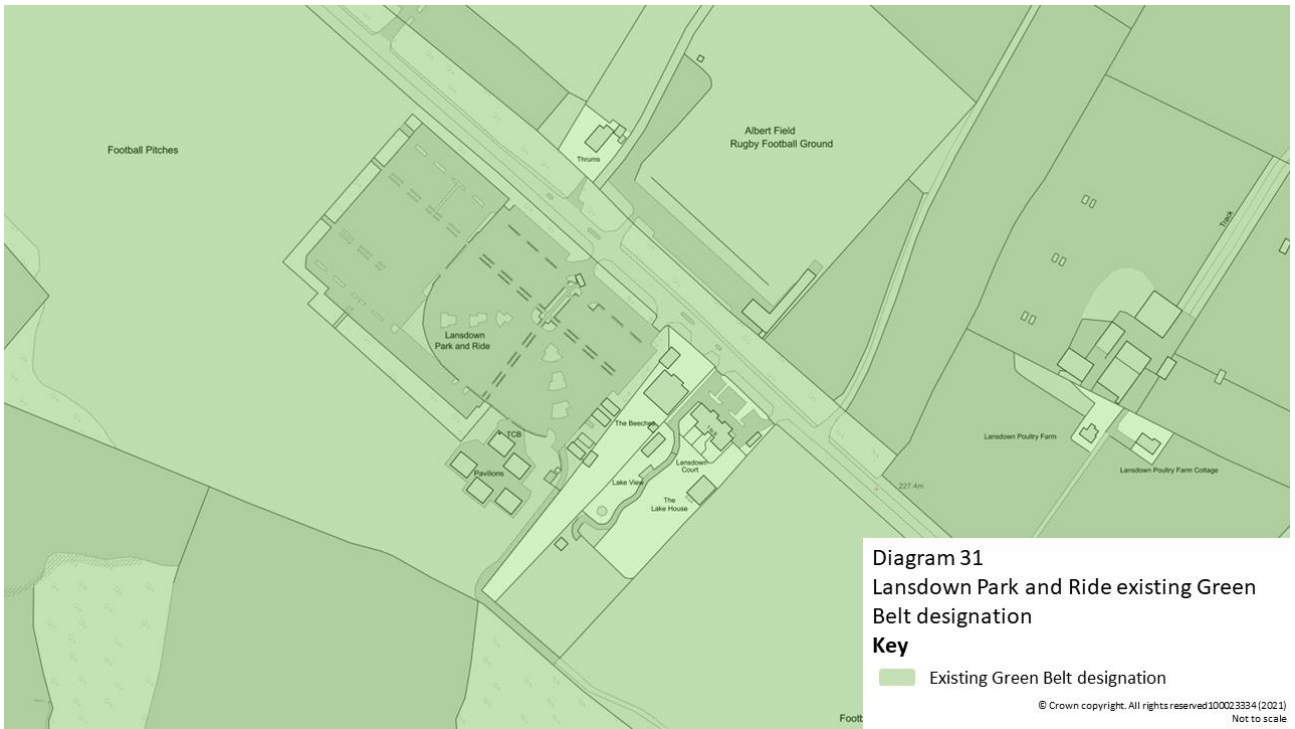 Football Pitches
Albert Field
Rugby Football Ground
Thrums
Track
Lansdown
Park and Ride
The Beeches
TCB
Pavilions
Lansdown
Court
Lake View
The
Lake House
Lansdown Poultry Farm
Lansdown Poultry Farm Cottage
227.4m
Footb
Diagram 31
Lansdown Park and Ride existing Green
Belt designation
Key
Existing Green Belt designation
© Crown copyright. All rights reserved100023334 (2021)
Not to scale